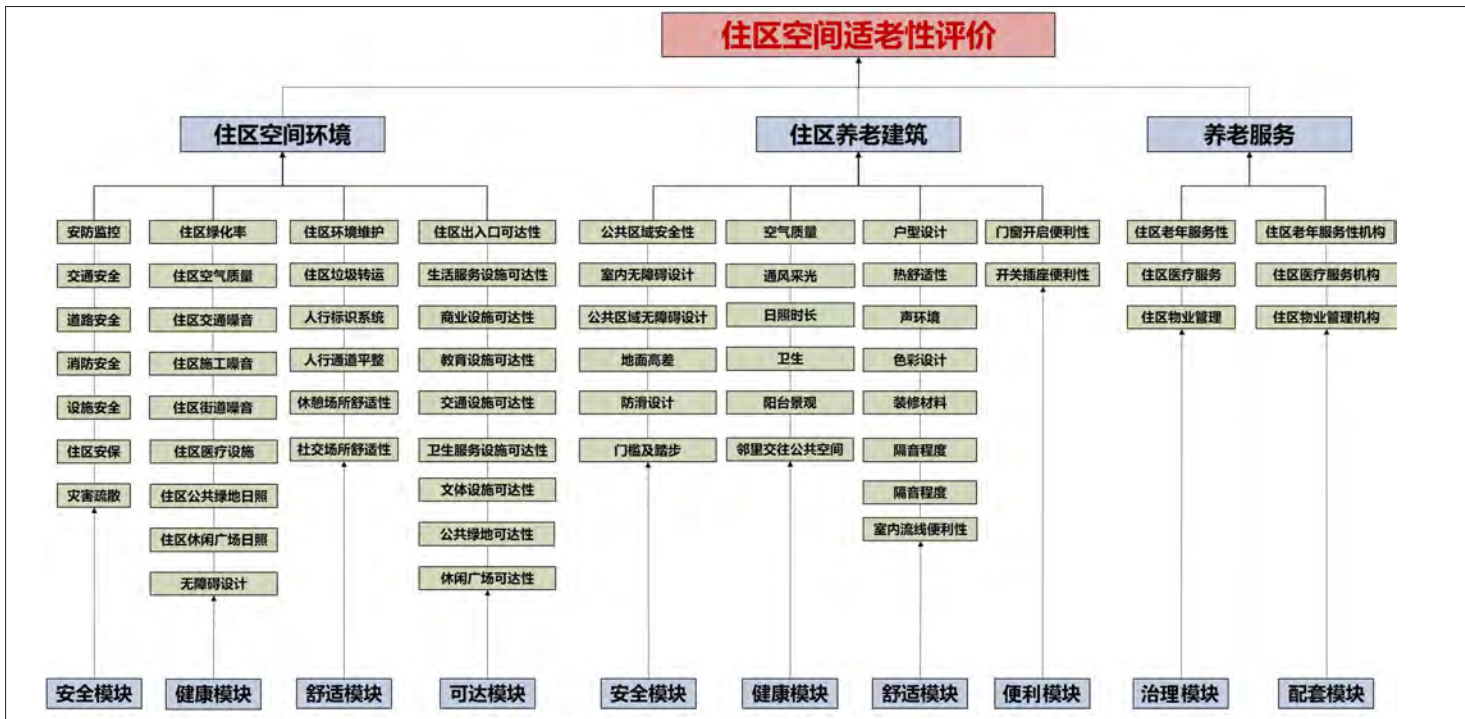 住区空间适老性评价
住区空间环境
住区养老建筑
养老服务
安防监控
交通安全
道路安全
消防安全
设施安全
住区安保
灾害疏散
安全模块
住区绿化率
住区空气质量
住区交通噪音
住区施工噪音
住区街道噪音
住区医疗设施
住区公共绿地日照
住区休闲广场日照
无障碍设计
健康模块
住区环境维护
住区垃圾转运
人行标识系统
人行通道平整
休憩场所舒适性
社交场所舒适性
舒适模块
住区出入口可达性
生活服务设施可达性
商业设施可达性
教育设施可达性
交通设施可达性
卫生服务设施可达性
文体设施可达性
公共绿地可达性
休闲广场可达性
可达模块
公共区域安全性
室内无障碍设计
公共区域无障碍设计
地面高差
防滑设计
门槛及踏步
安全模块
空气质量
通风采光
日照时长
卫生
阳台景观
邻里交往公共空间
健康模块
户型设计
热舒适性
声环境
色彩设计
装修材料
隔音程度
隔音程度
室内流线便利性
舒适模块
门窗开启便利性
开关插座便利性
便利模块
住区老年服务性
住区医疗服务
住区物业管理
治理模块
住区老年服务性机构
住区医疗服务机构
住区物业管理机构
配套模块